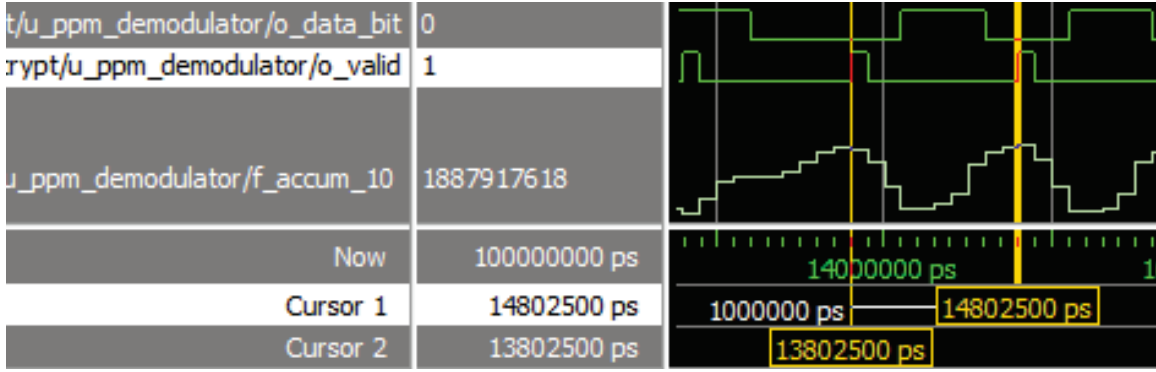 t/u_ppm_demodulator/o_data_bit 0
rypt/u_ppm_demodulator/o_valid 1
u_ppm_demodulator/f_accum_10 1887917618
Now 100000000 ps 14000000 ps 1
Cursor 1 14802500 ps 1000000 ps 14802500 ps
Cursor 2 13802500 ps 13802500 ps